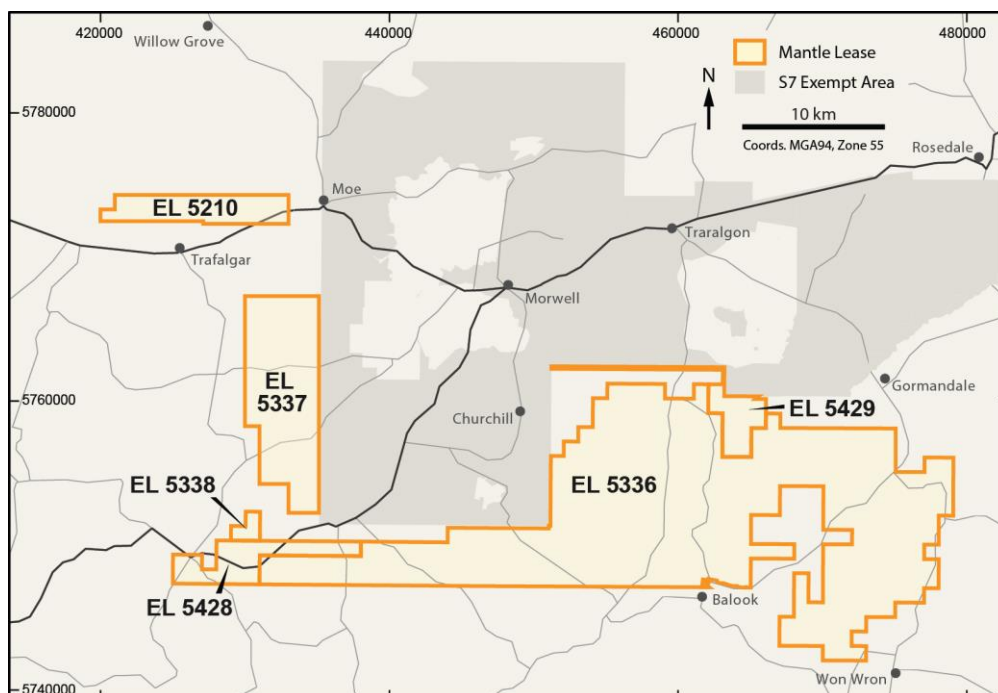 420000
440000
460000
480000
Willow Grove
Mantle Lease
S7 Exempt Area
N
10 km
Coords. MGA94, Zone 55
5780000
Rosedale
Moe
EL 5210
Trafalgar
Traralgon
Morwell
EL
5337
5760000
Gormandale
Churchill
EL 5429
EL 5338
EL 5336
EL 5428
Balook
Won Wron
5740000